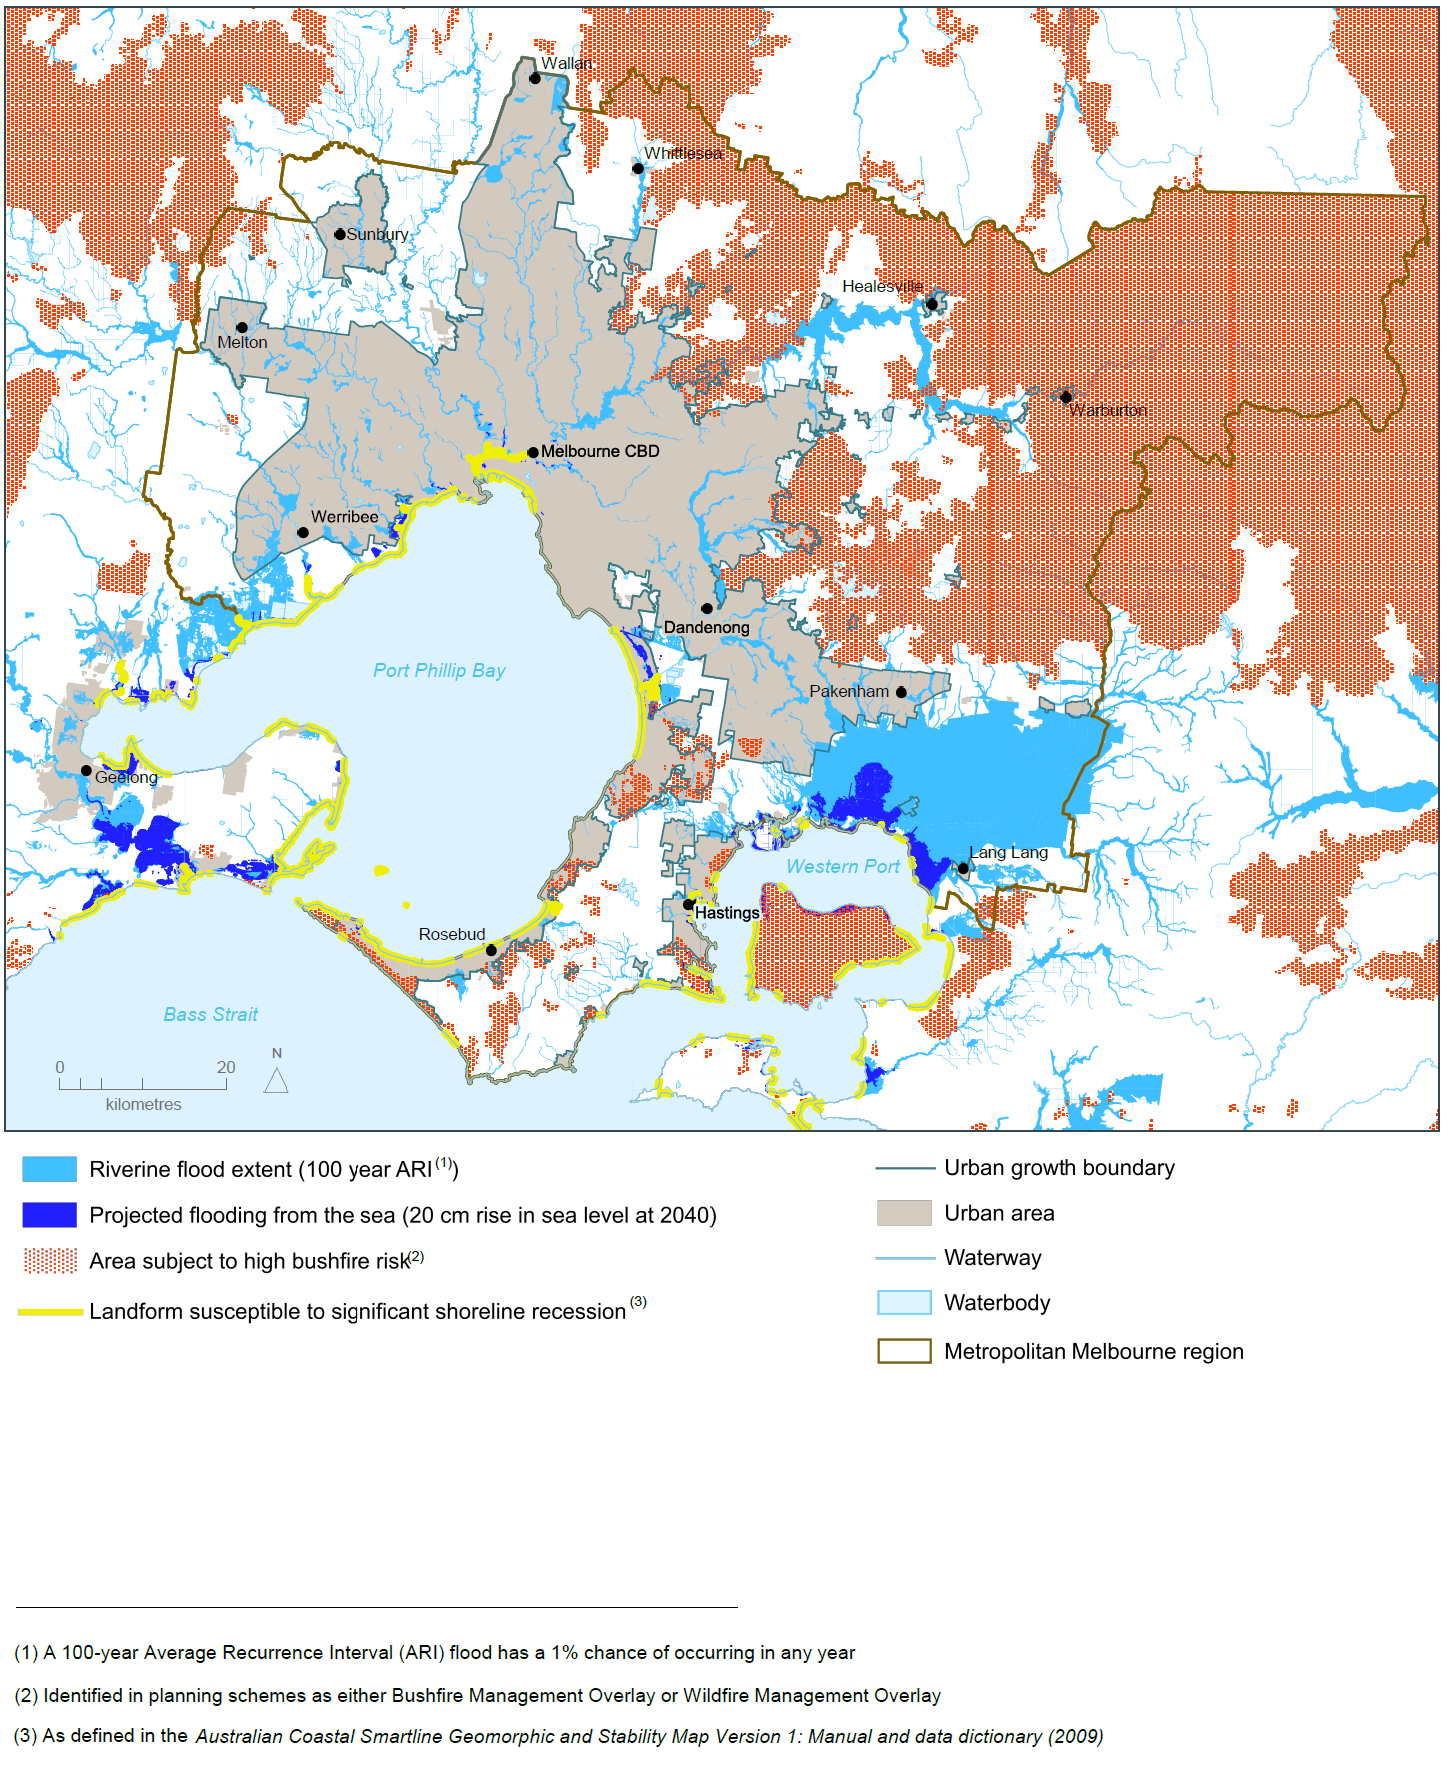 Wallan
Whittlesea
Sunbury
Healesville
Melton
Warburton
Melbourne CBD
Werribee
Dandenong
Port Phillip Bay
Pakenham
Geelong
Lang Lang
Western Port
Hastings
Rosebud
Bass Strait
0 20
N
kilometres
Riverine flood extent (100 year ARI(1))
Projected flooding from the sea (20 cm rise in sea level at 2040)
Area subject to high bushfire risk(2)
Landform susceptible to significant shoreline recession (3)
Urban growth boundary
Urban area
Waterway
Waterbody
Metropolitan Melbourne region
(1) A 100-year Average Recurrence Interval (ARI) flood has a 1% chance of occurring in any year
(2) Identified in planning schemes as either Bushfire Management Overlay or Wildfire Management Overlay
(3) As defined in the Australian Coastal Smartline Geomorphic and Stability Map Version 1: Manual and data dictionary (2009)